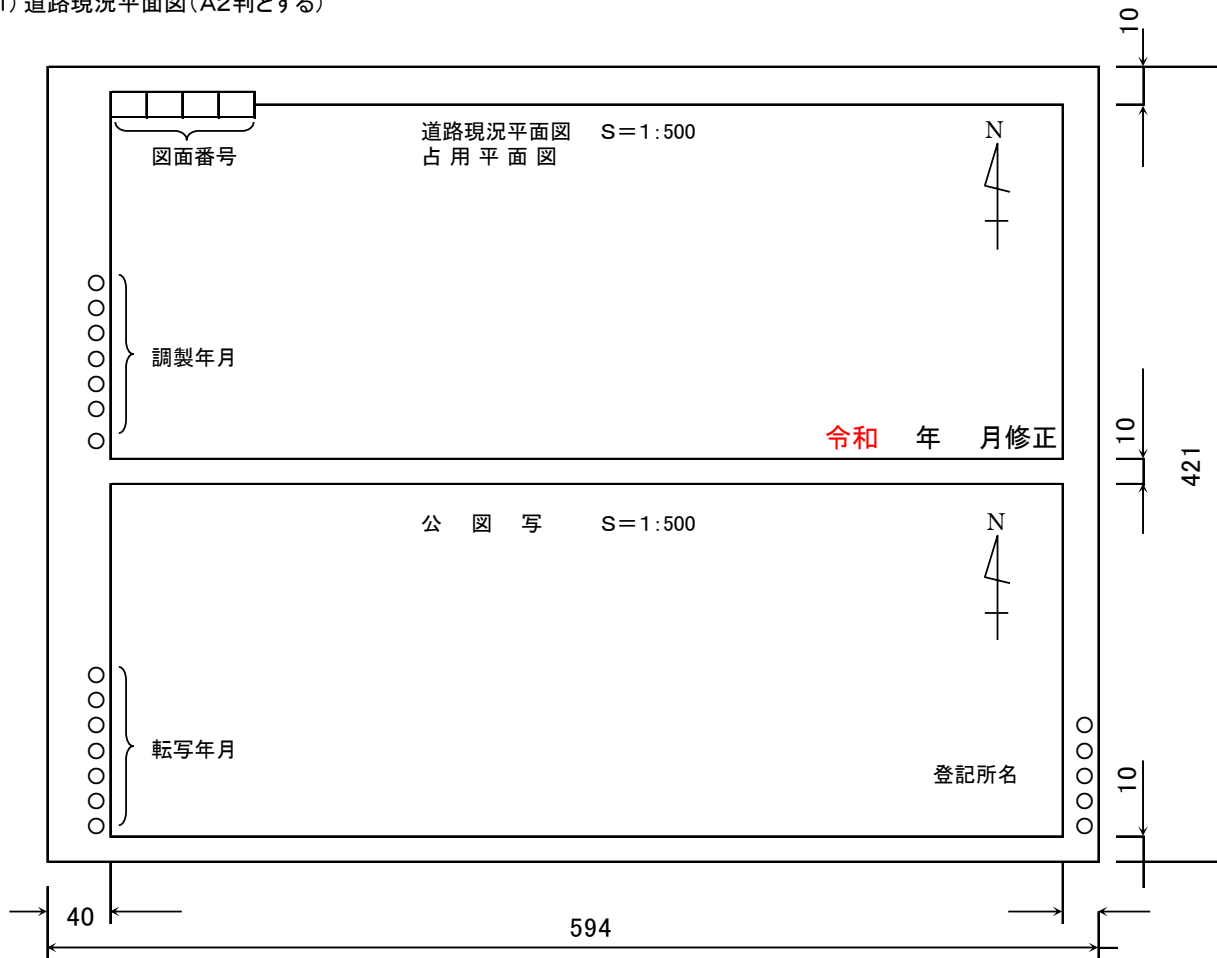 1) 道路現況平面図(A2判とする)
10
道路現況平面図 S=1:500
占用平面図
図面番号
N
調製年月
令和 年 月修正
10
421
公図写 S=1:500
N
転写年月
登記所名
10
40
594